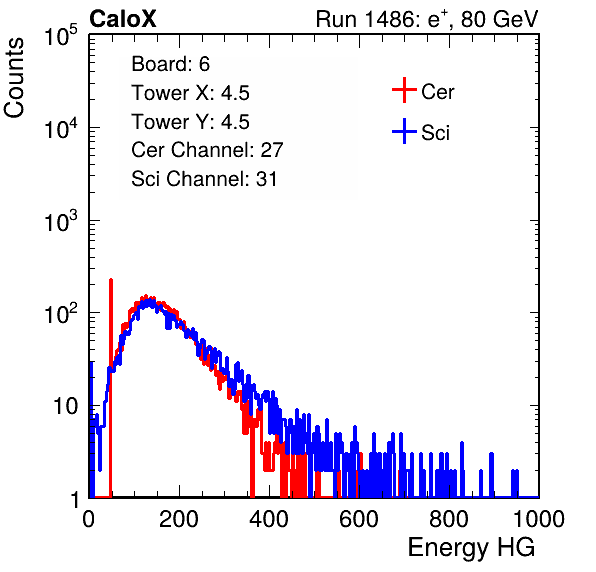 CaloX Run 1486: e⁺, 80 GeV
Counts
Board: 6
Tower X: 4.5
Tower Y: 4.5
Cer Channel: 27
Sci Channel: 31
Cer
Sci
10⁵
10⁴
10³
10²
10
1
0 200 400 600 800 1000
Energy HG